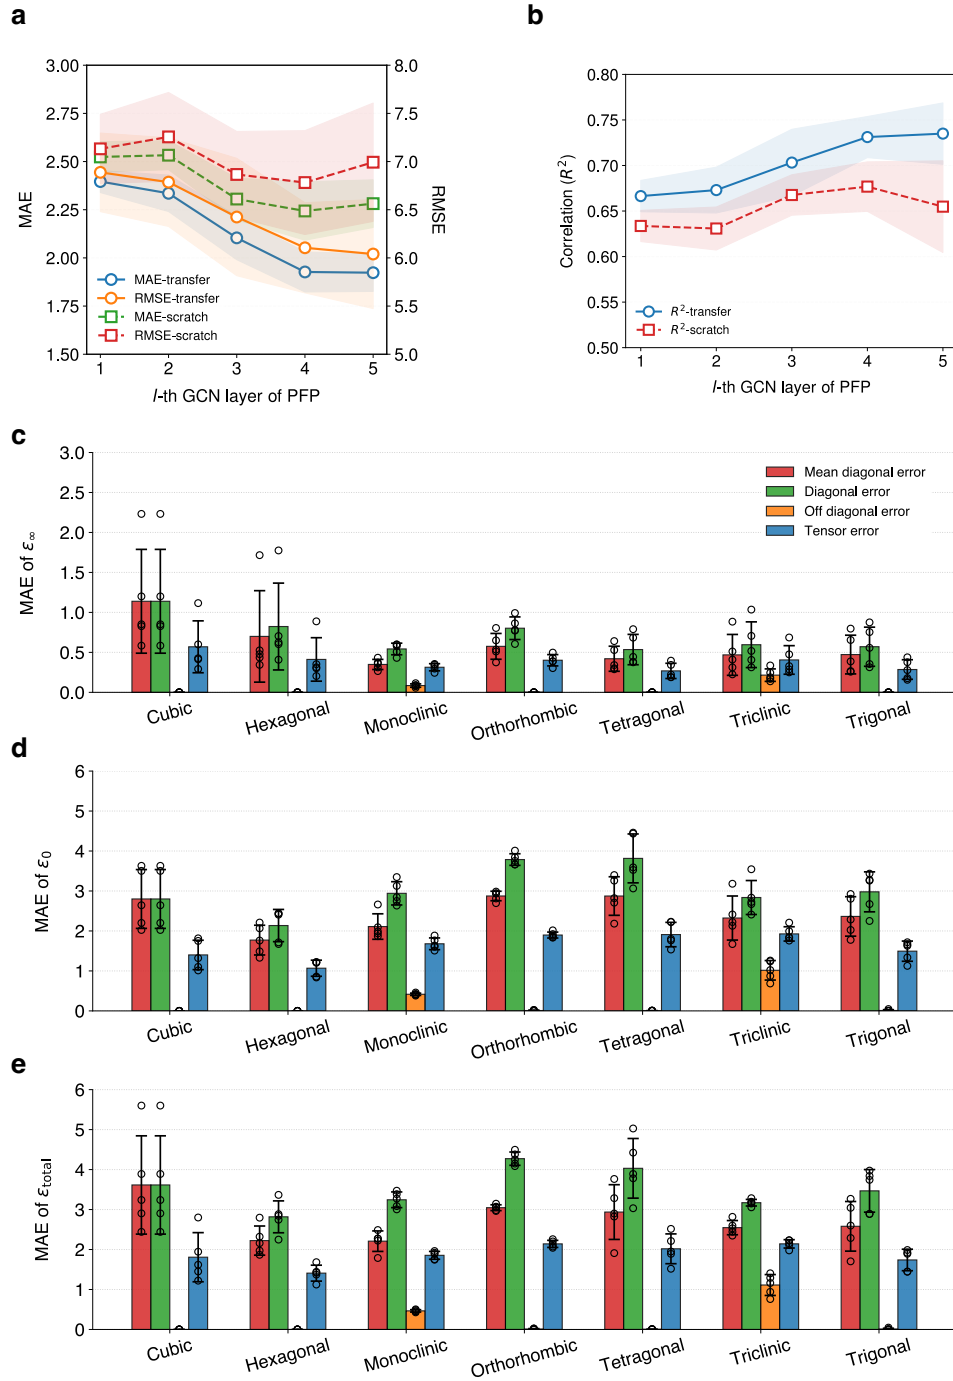 a
3.00
2.75
2.50
2.25
2.00
1.75
1.50
MAE
8.0
7.5
7.0
6.5
6.0
5.5
5.0
RMSE
MAE-transfer
RMSE-transfer
MAE-scratch
RMSE-scratch
1 2 3 4 5
l-th GCN layer of PFP
b
0.80
0.75
0.70
0.65
0.60
0.55
0.50
Correlation (R²)
R²-transfer
R²-scratch
1 2 3 4 5
l-th GCN layer of PFP
c
3.0
2.5
2.0
1.5
1.0
0.5
0.0
MAE of ε∞
Mean diagonal error
Diagonal error
Off diagonal error
Tensor error
Cubic Hexagonal Monoclinic Orthorhombic Tetragonal Triclinic Trigonal
d
6
5
4
3
2
1
0
MAE of ε₀
Cubic Hexagonal Monoclinic Orthorhombic Tetragonal Triclinic Trigonal
e
6
5
4
3
2
1
0
MAE of εtotal
Cubic Hexagonal Monoclinic Orthorhombic Tetragonal Triclinic Trigonal